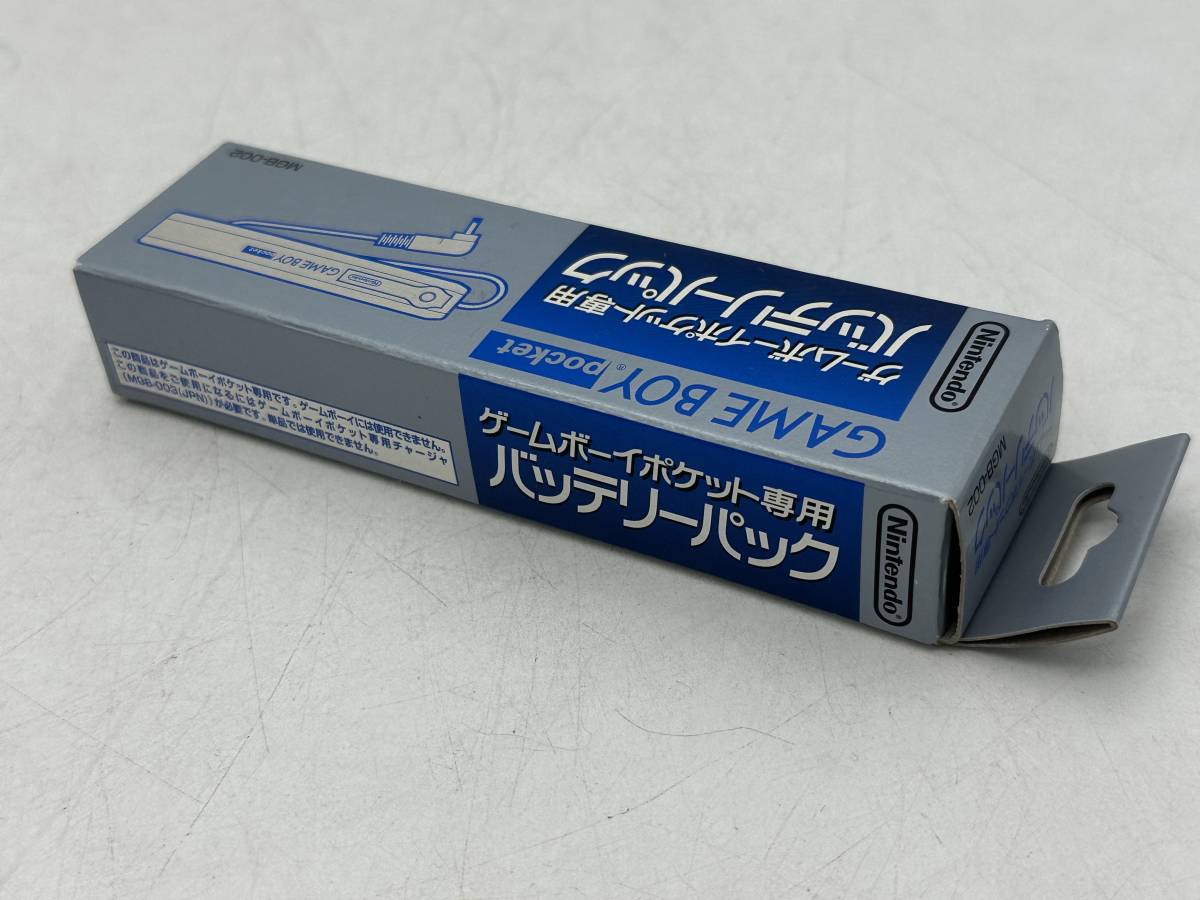 MGB-002
GAME BOY pocket
Nintendo
GAME BOY® pocket
ゲームボーイポケット専用
バッテリーパック
Nintendo
この商品はゲームボーイポケット専用です。ゲームボーイには使用できません。
この商品をご使用になるにはゲームボーイポケット専用チャージャ
(MGB-003(JPN))が必要です。単品では使用できません。
ゲームボーイポケット専用
バッテリーパック
Nintendo
MGB-002